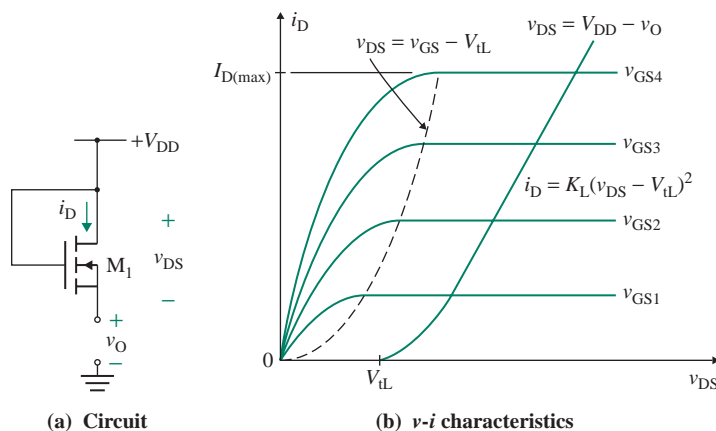 +V_DD
i_D
M_1
+
v_DS
−
+
v_O
−
(a) Circuit
i_D
v_DS = v_GS − V_tL
v_DS = V_DD − v_O
I_D(max)
v_GS4
v_GS3
i_D = K_L(v_DS − V_tL)^2
v_GS2
v_GS1
0
V_tL
v_DS
(b) v-i characteristics